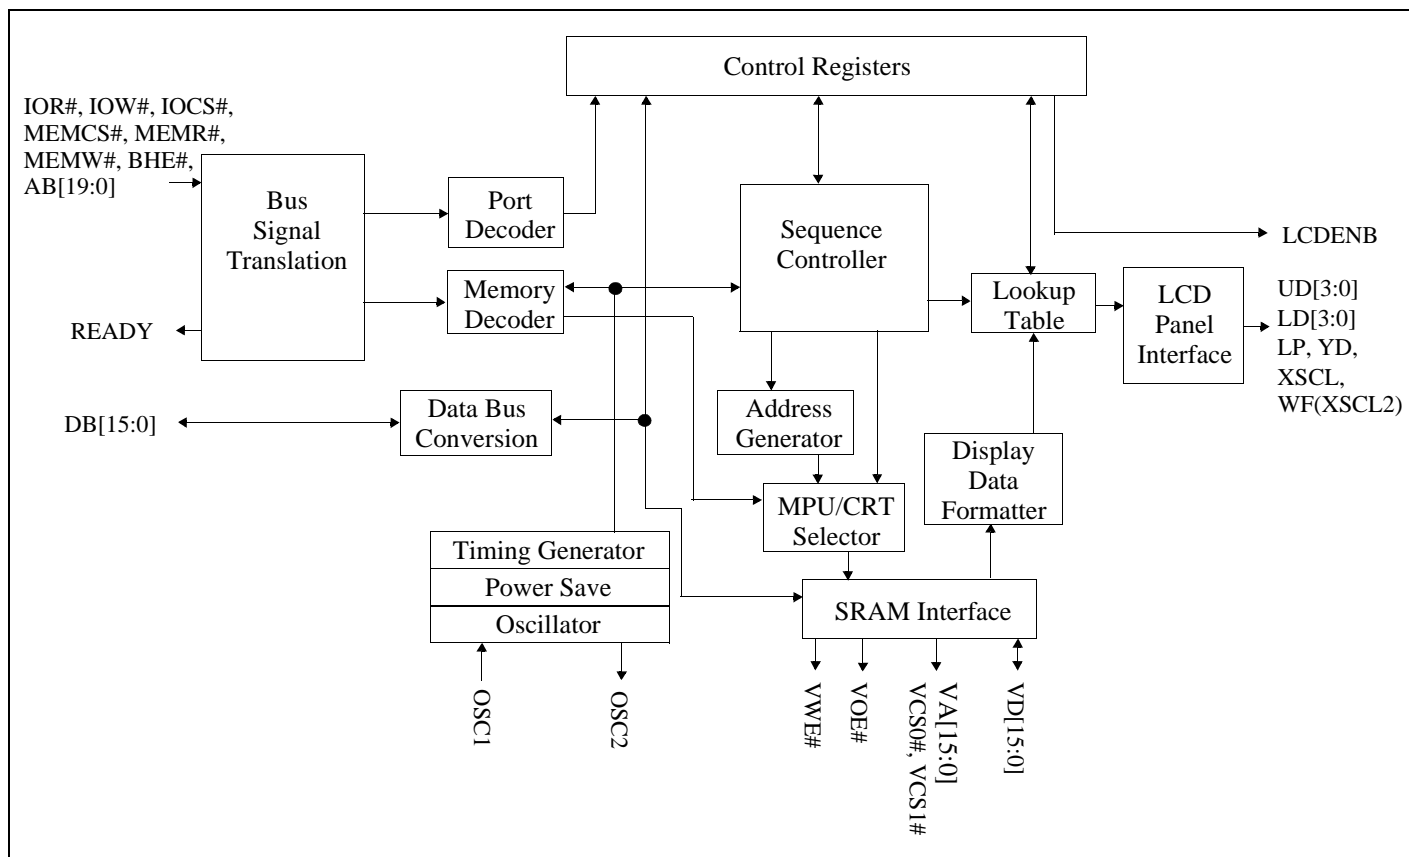 Control Registers
IOR#, IOW#, IOCS#,
MEMCS#, MEMR#,
MEMW#, BHE#,
AB[19:0]
Bus
Signal
Translation
Port
Decoder
Sequence
Controller
LCDENB
Memory
Decoder
Lookup
Table
LCD
Panel
Interface
UD[3:0]
LD[3:0]
LP, YD,
XSCL,
WF(XSCL2)
READY
DB[15:0]
Data Bus
Conversion
Address
Generator
Display
Data
Formatter
MPU/CRT
Selector
Timing Generator
Power Save
Oscillator
SRAM Interface
OSC1
OSC2
VWE#
VOE#
VA[15:0]
VCS0#, VCS1#
VD[15:0]